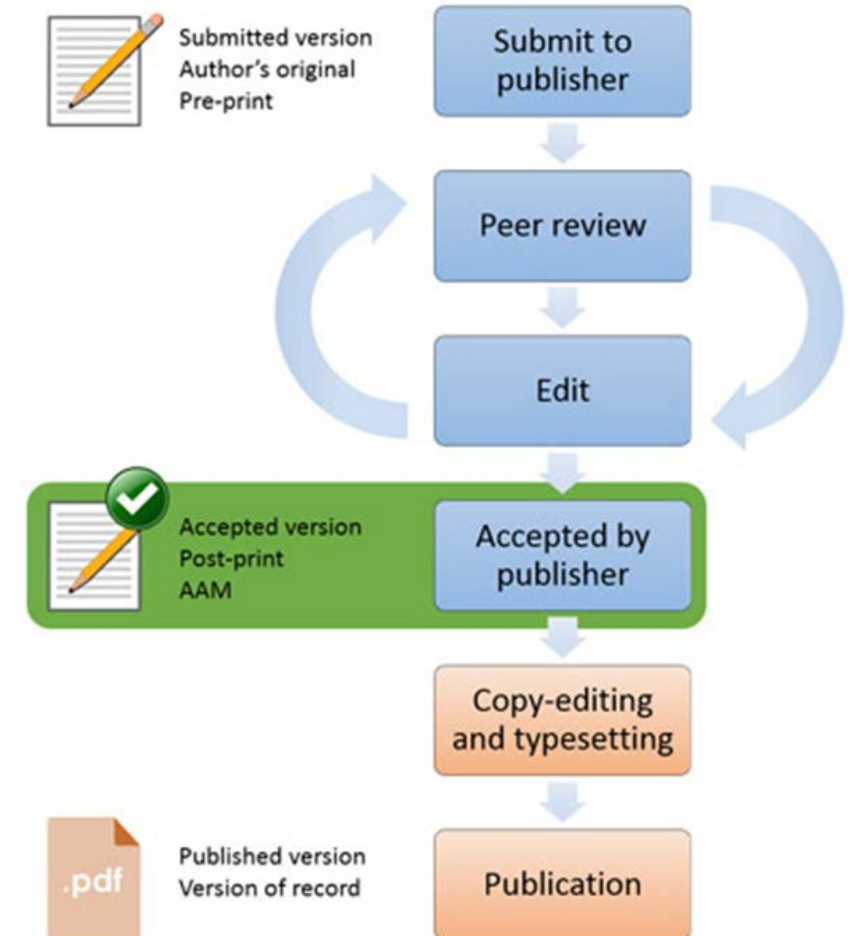 Submitted version
Author's original
Pre-print
Submit to
publisher
Peer review
Edit
Accepted version
Post-print
AAM
Accepted by
publisher
Copy-editing
and typesetting
.pdf
Published version
Version of record
Publication